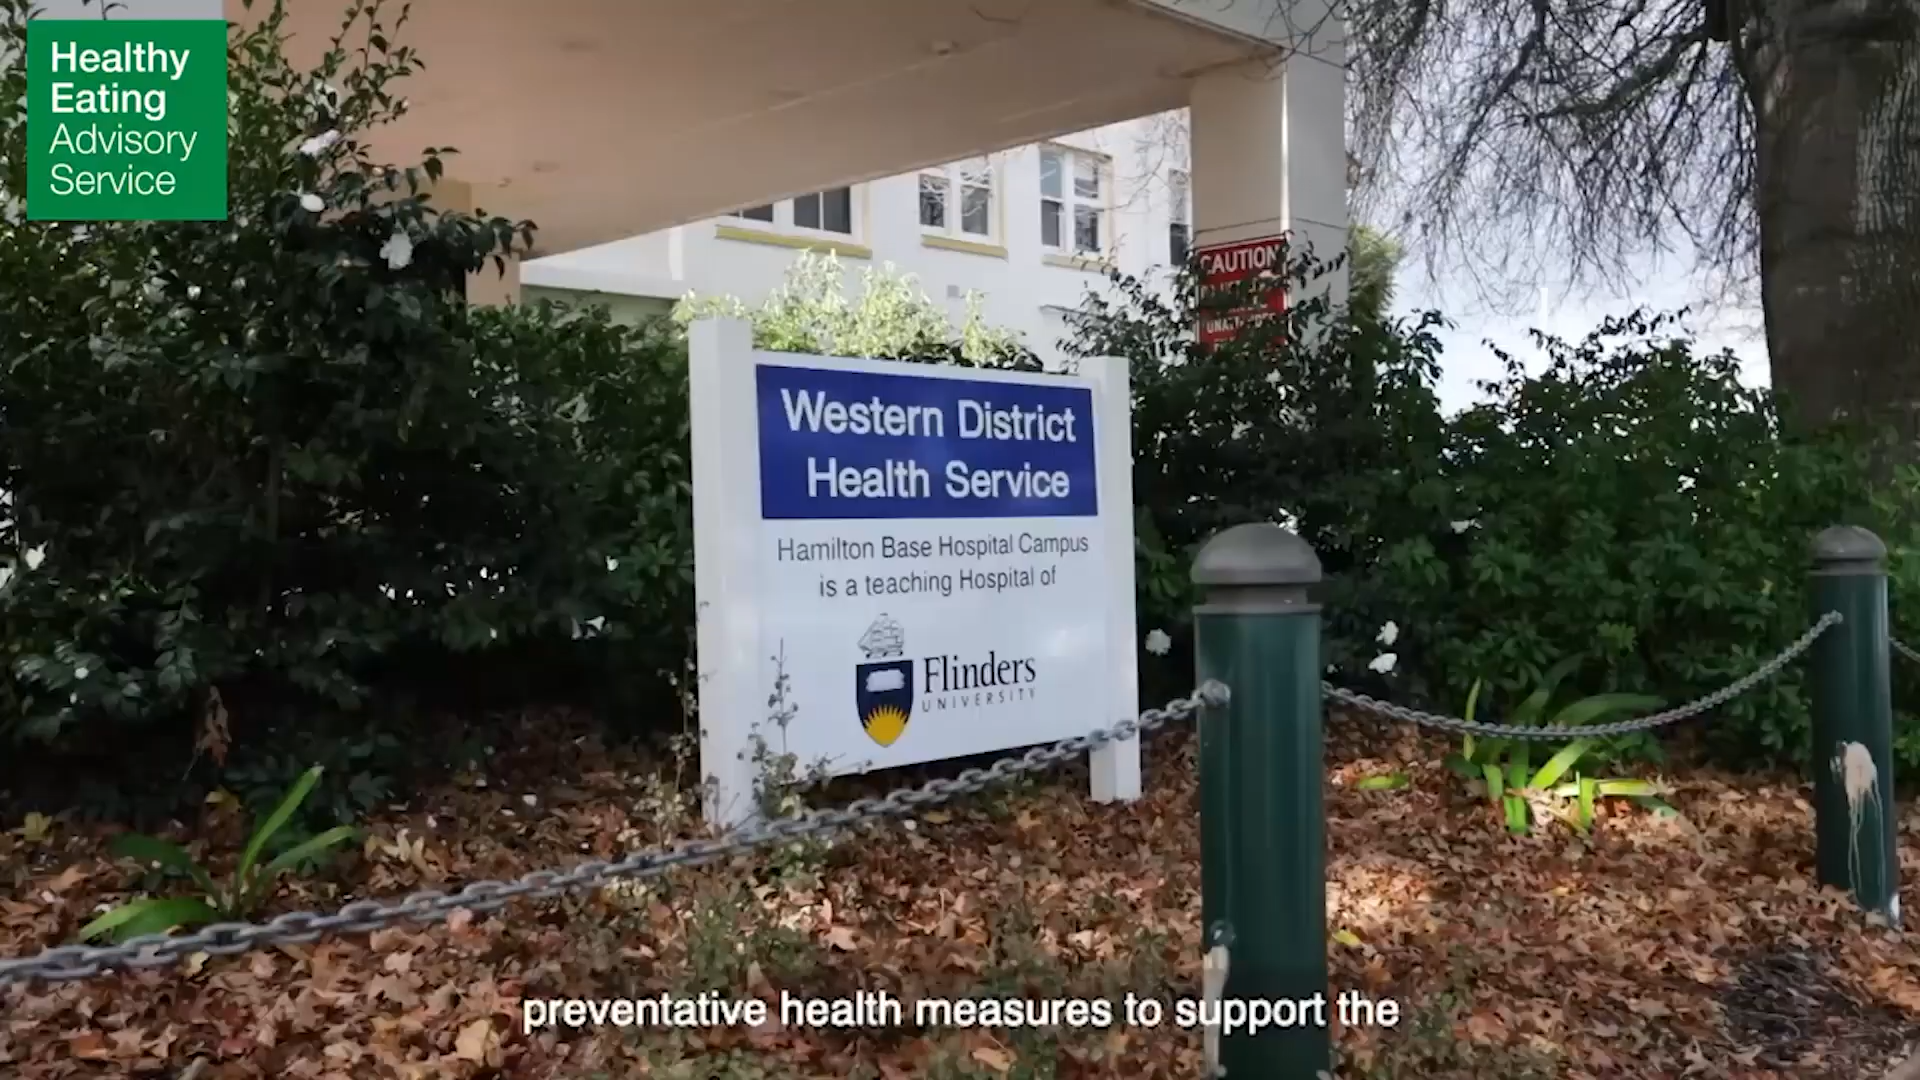 Healthy
Eating
Advisory
Service
CAUTION
Western District
Health Service
Hamilton Base Hospital Campus
is a teaching Hospital of
Flinders
UNIVERSITY
preventative health measures to support the